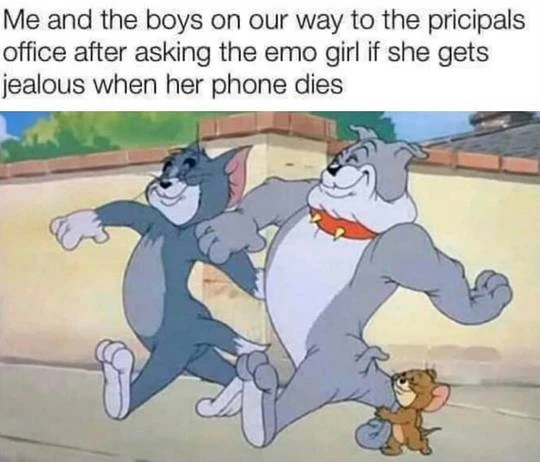 Me and the boys on our way to the pricipals
office after asking the emo girl if she gets
jealous when her phone dies